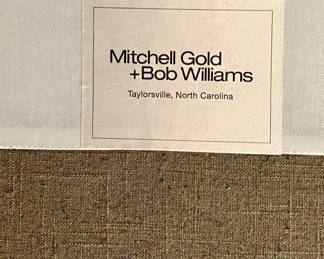 Mitchell Gold
+Bob Williams
Taylorsville, North Carolina